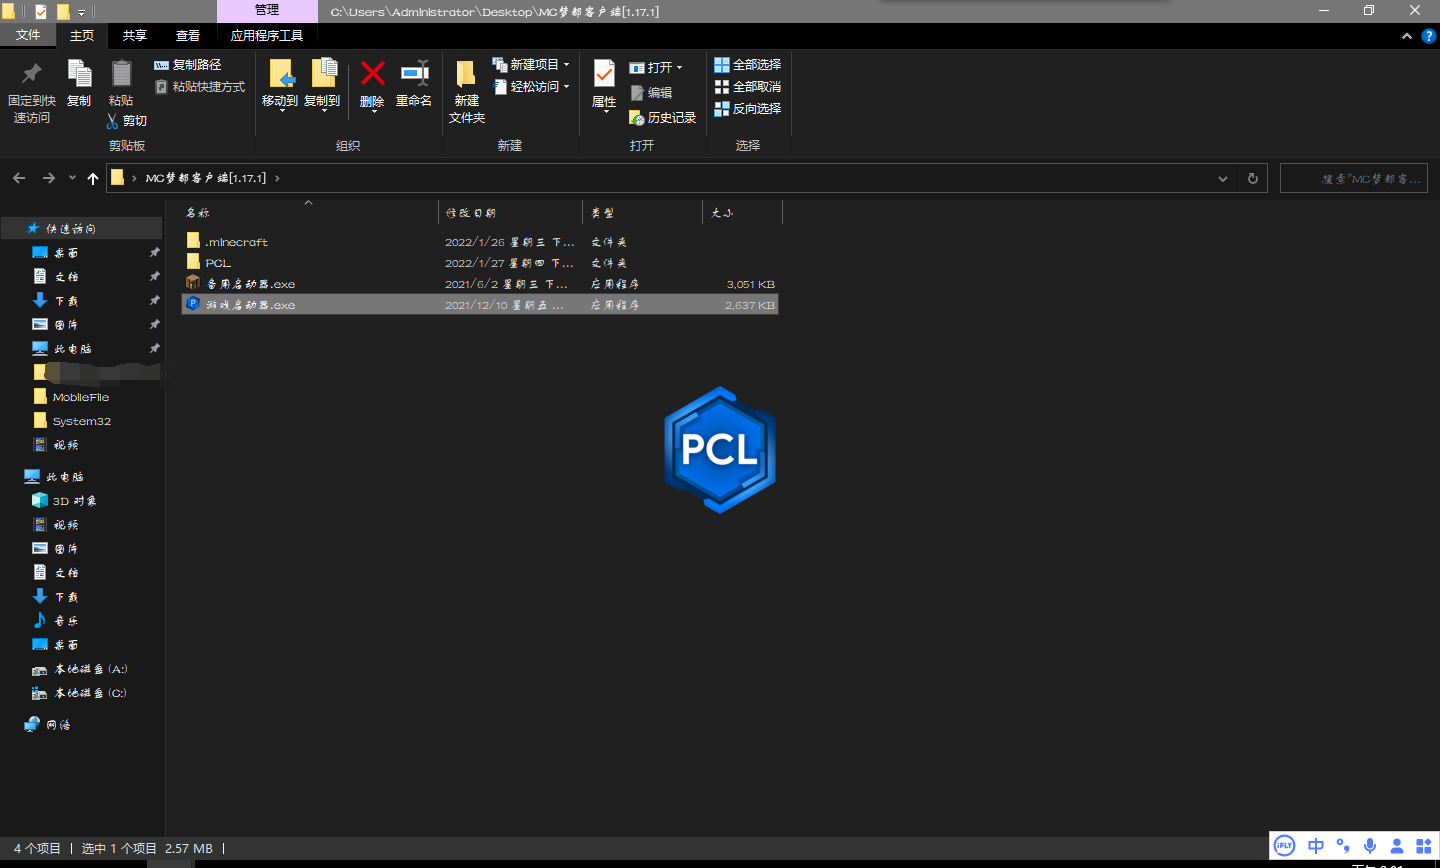 管理
C:\Users\Administrator\Desktop\MC梦都客户端[1.17.1]
文件 主页 共享 查看 应用程序工具
固定到快速访问
复制
粘贴
复制路径
粘贴快捷方式
剪切
剪贴板
移动到 复制到
删除 重命名
组织
新建
文件夹
新建项目
轻松访问
新建
属性
打开
编辑
历史记录
打开
全部选择
全部取消
反向选择
选择
MC梦都客户端[1.17.1]
搜索"MC梦都客...
名称 修改日期 类型 大小
.minecraft 2022/1/26 星期三 下... 文件夹
PCL 2022/1/27 星期四 下... 文件夹
备用启动器.exe 2021/6/2 星期三 下... 应用程序 3,051 KB
游戏启动器.exe 2021/12/10 星期五 ... 应用程序 2,637 KB
快速访问
桌面
文档
下载
图片
此电脑
MobileFile
System32
视频
此电脑
3D 对象
视频
图片
文档
下载
音乐
桌面
本地磁盘 (A:)
本地磁盘 (C:)
网络
PCL
4 个项目 选中 1 个项目 2.57 MB
iFLY 中